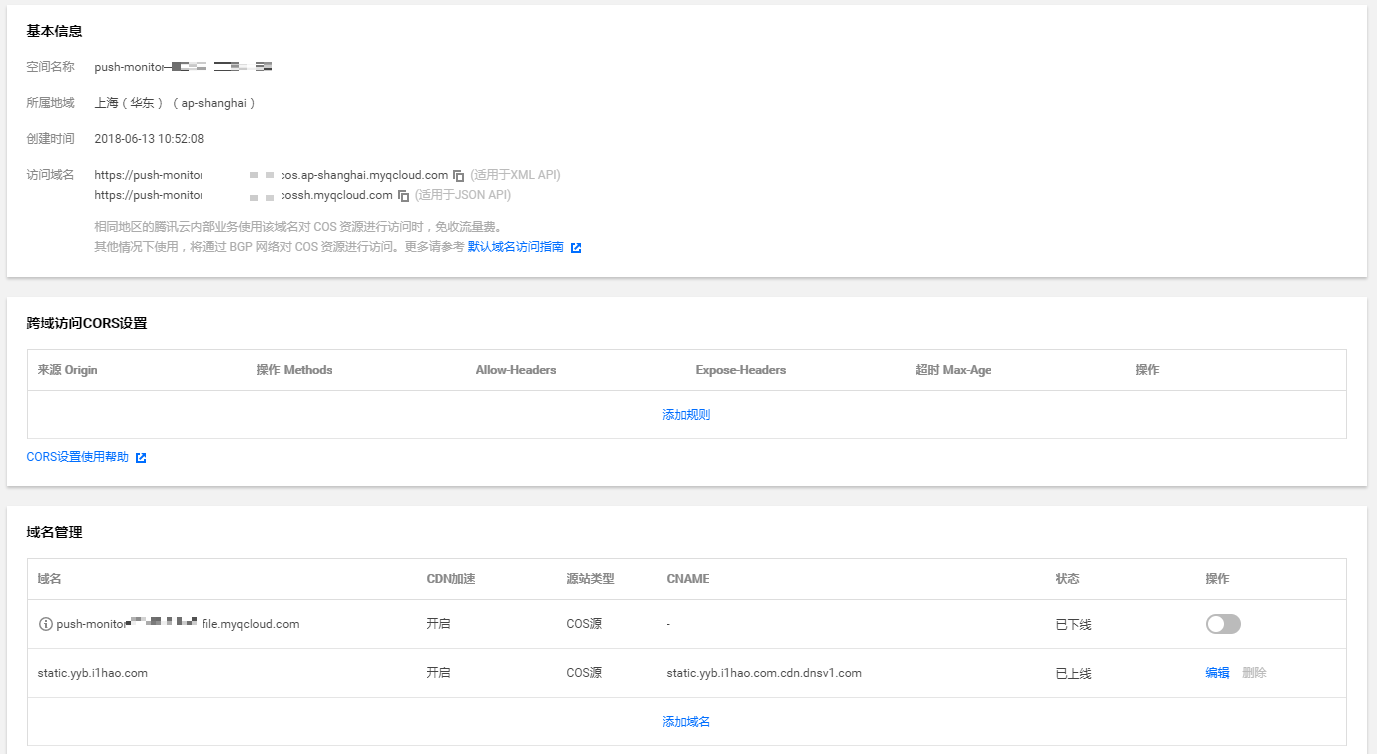 基本信息
空间名称 push-monitor-
所属地域 上海（华东）（ap-shanghai）
创建时间 2018-06-13 10:52:08
访问域名 https://push-monitor cos.ap-shanghai.myqcloud.com (适用于XML API)
https://push-monitor cossh.myqcloud.com (适用于JSON API)
相同地区的腾讯云内部业务使用该域名对 COS 资源进行访问时，免收流量费。
其他情况下使用，将通过 BGP 网络对 COS 资源进行访问。更多请参考 默认域名访问指南
跨域访问CORS设置
来源 Origin 操作 Methods Allow-Headers Expose-Headers 超时 Max-Age 操作
添加规则
CORS设置使用帮助
域名管理
域名 CDN加速 源站类型 CNAME 状态 操作
push-monitor file.myqcloud.com 开启 COS源 - 已下线
static.yyb.i1hao.com 开启 COS源 static.yyb.i1hao.com.cdn.dnsv1.com 已上线 编辑 删除
添加域名